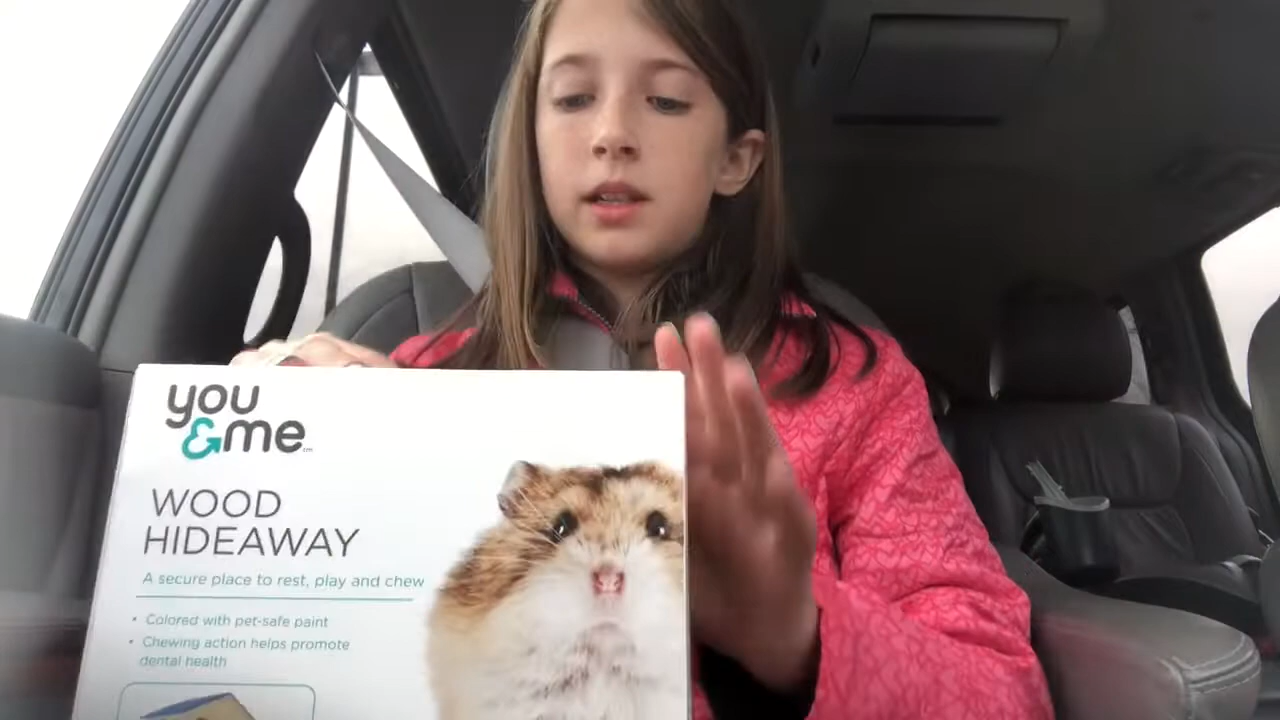 you
&me™
WOOD
HIDEAWAY
A secure place to rest, play and chew
• Colored with pet-safe paint
• Chewing action helps promote
dental health